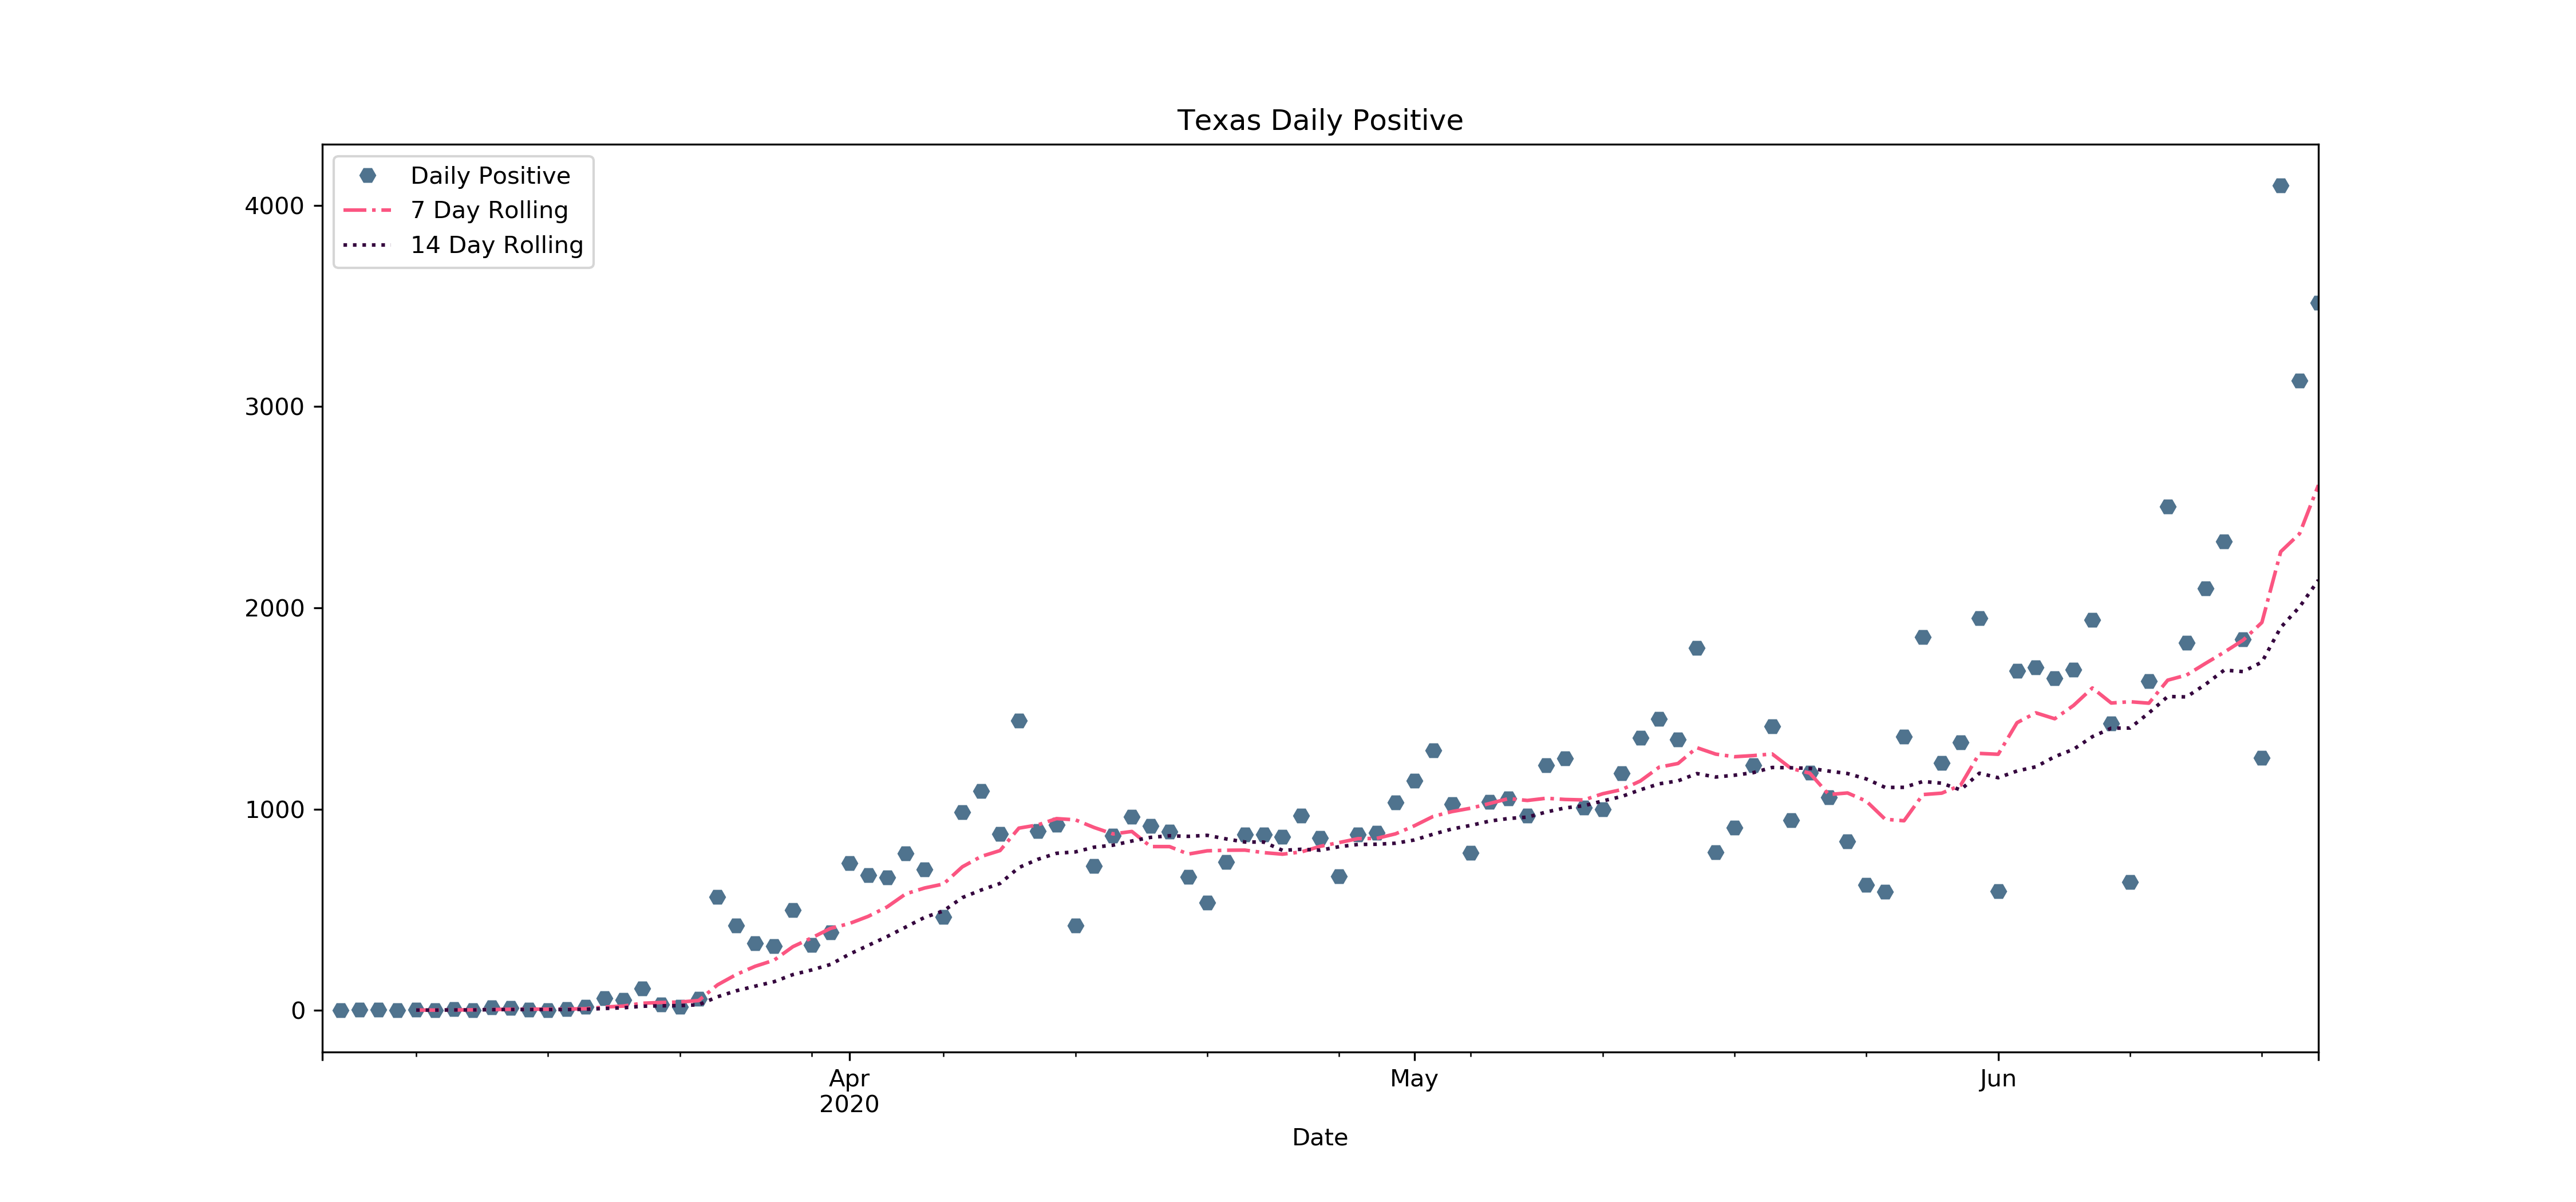 Texas Daily Positive
Daily Positive
7 Day Rolling
14 Day Rolling
4000
3000
2000
1000
0
Apr
2020
May
Jun
Date